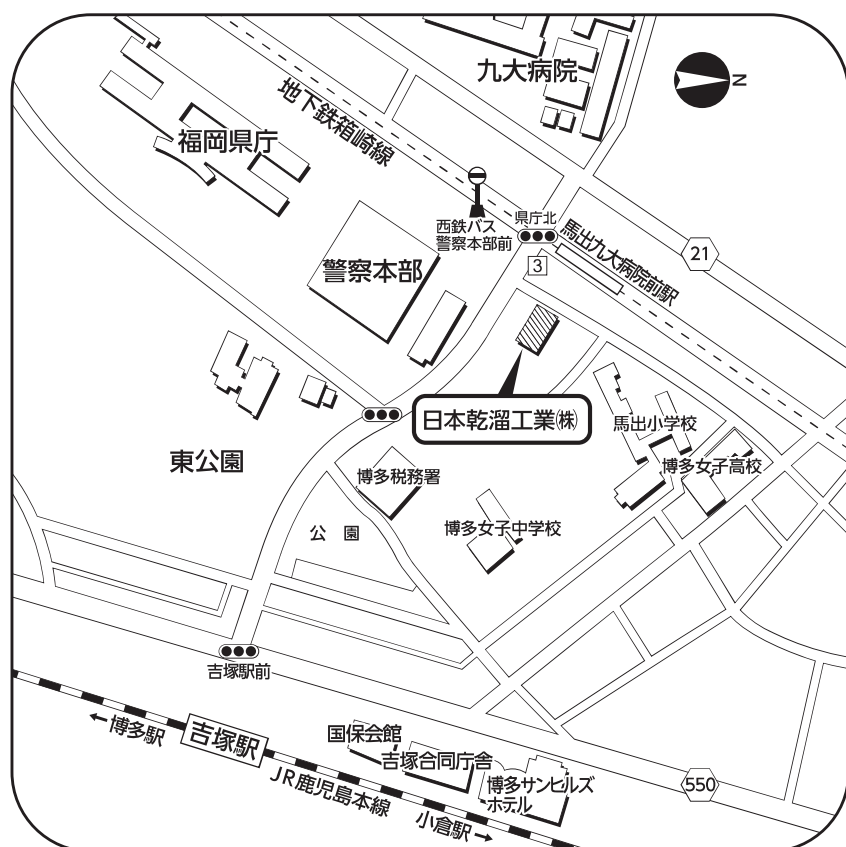 九大病院
N
地下鉄箱崎線
福岡県庁
西鉄バス
警察本部前
県庁北
馬出九大病院前駅
21
3
警察本部
日本乾溜工業㈱
馬出小学校
博多女子高校
東公園
博多税務署
公 園
博多女子中学校
吉塚駅前
←博多駅
吉塚駅
JR鹿児島本線
国保会館
吉塚合同庁舎
博多サンヒルズ
ホテル
小倉駅→
550